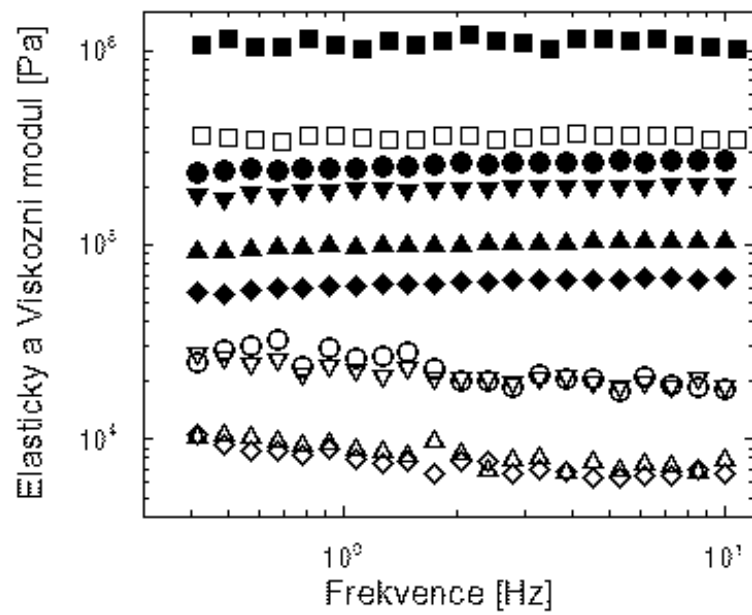 Elasticky a Viskozni modul [Pa]
10⁶
10⁵
10⁴
10⁰
10¹
Frekvence [Hz]